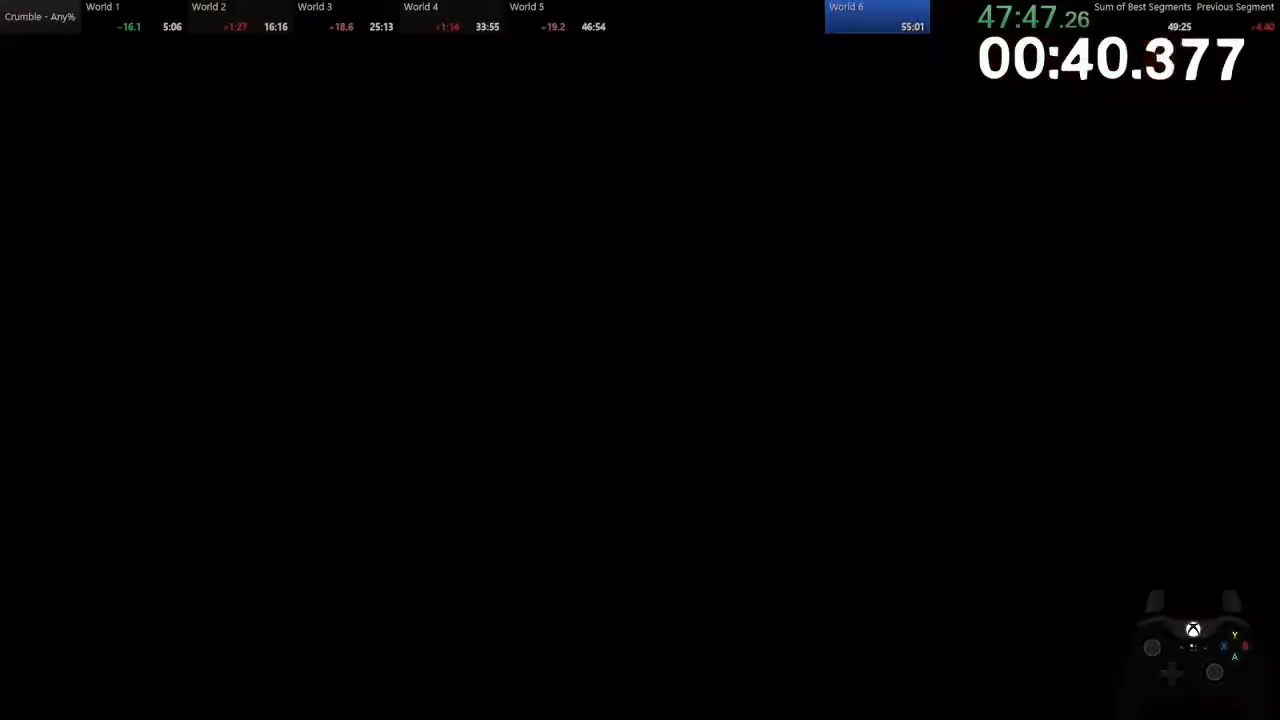 Crumble - Any%
World 1
-16.1 5:06
World 2
+1:27 16:16
World 3
+18.6 25:13
World 4
+1:14 33:55
World 5
+19.2 46:54
World 6
55:01
47:47.26
Sum of Best Segments
49:25
Previous Segment
-4.40
00:40.377
Y
X B
A